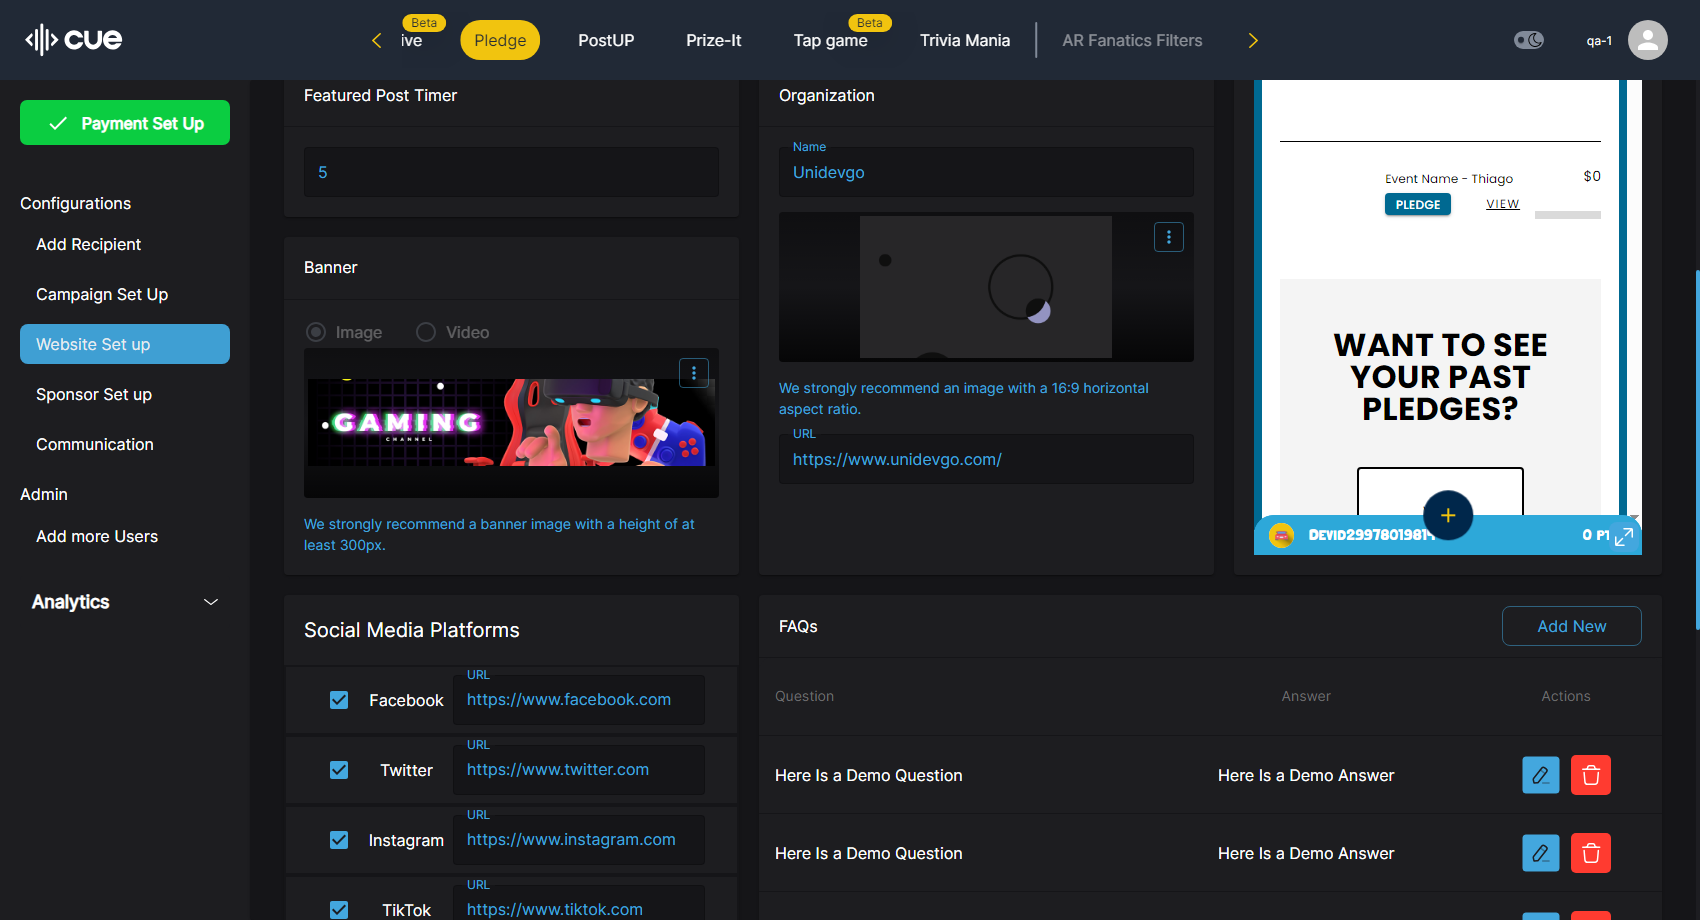 cue
ive
Beta
Pledge
PostUP
Prize-It
Tap game
Beta
Trivia Mania
AR Fanatics Filters
qa-1
Payment Set Up
Configurations
Add Recipient
Campaign Set Up
Website Set up
Sponsor Set up
Communication
Admin
Add more Users
Analytics
Featured Post Timer
5
Banner
Image
Video
GAMING
CHANNEL
We strongly recommend a banner image with a height of at
least 300px.
Organization
Name
Unidevgo
We strongly recommend an image with a 16:9 horizontal
aspect ratio.
URL
https://www.unidevgo.com/
Event Name - Thiago
$0
PLEDGE
VIEW
WANT TO SEE
YOUR PAST
PLEDGES?
+
0 PT
Social Media Platforms
Facebook
URL
https://www.facebook.com
Twitter
URL
https://www.twitter.com
Instagram
URL
https://www.instagram.com
TikTok
URL
https://www.tiktok.com
FAQs
Add New
Question
Answer
Actions
Here Is a Demo Question
Here Is a Demo Answer
Here Is a Demo Question
Here Is a Demo Answer